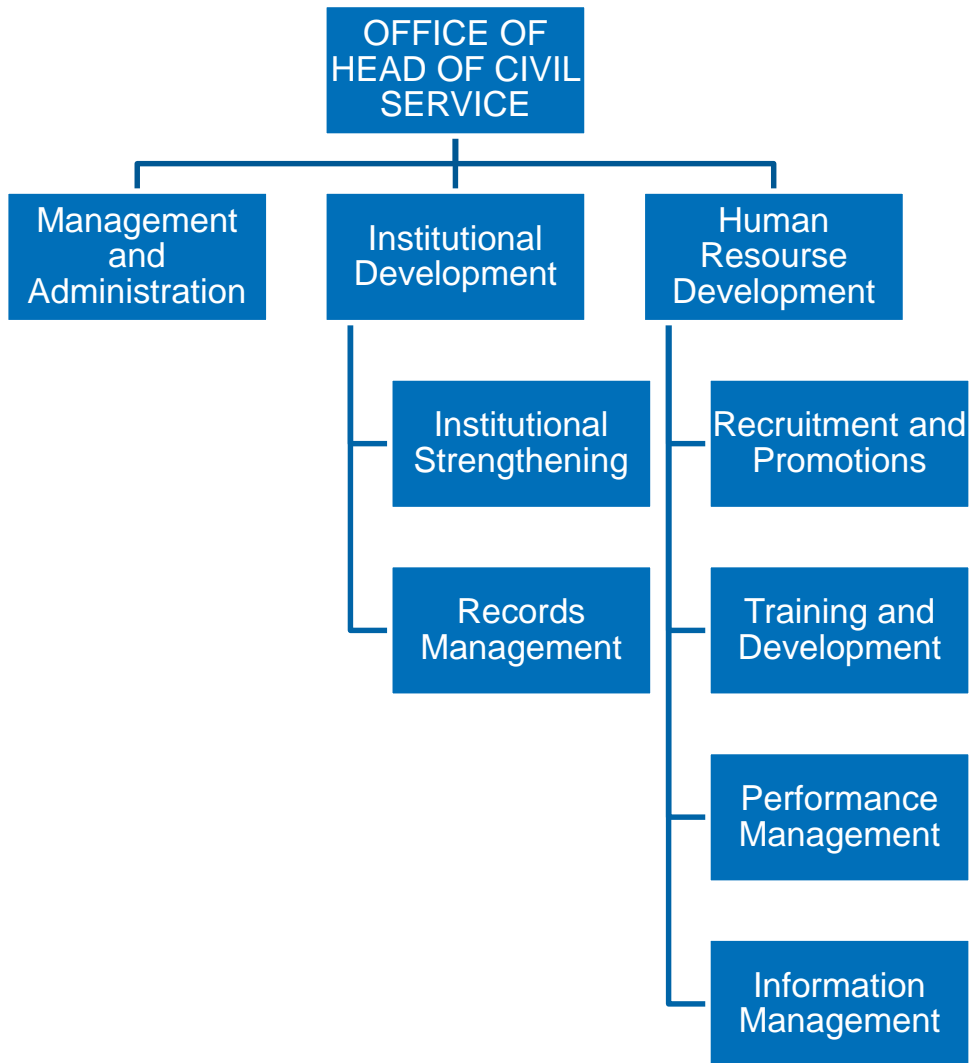 OFFICE OF
HEAD OF CIVIL
SERVICE
Management
and
Administration
Institutional
Development
Human
Resourse
Development
Institutional
Strengthening
Records
Management
Recruitment and
Promotions
Training and
Development
Performance
Management
Information
Management